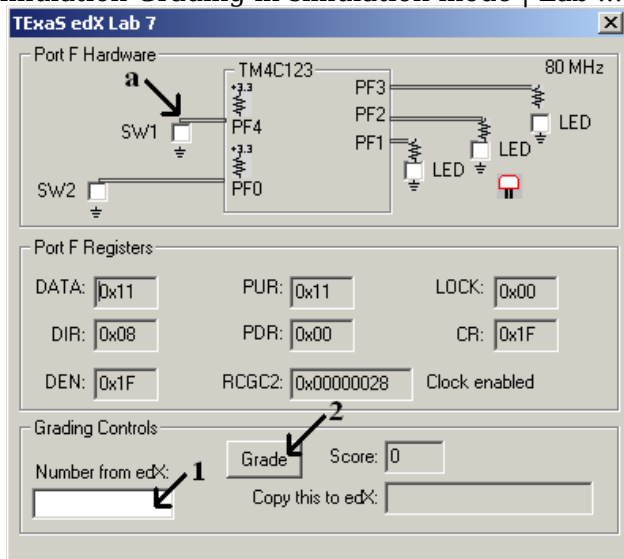 TExaS edX Lab 7
Port F Hardware
TM4C123
80 MHz
a
+3.3
PF3
SW1
PF4
PF2
LED
+3.3
PF1
LED
LED
SW2
PF0
Port F Registers
DATA: 0x11 PUR: 0x11 LOCK: 0x00
DIR: 0x08 PDR: 0x00 CR: 0x1F
DEN: 0x1F RCGC2: 0x00000028 Clock enabled
Grading Controls
2
Number from edX: 1 Grade Score: 0
Copy this to edX: